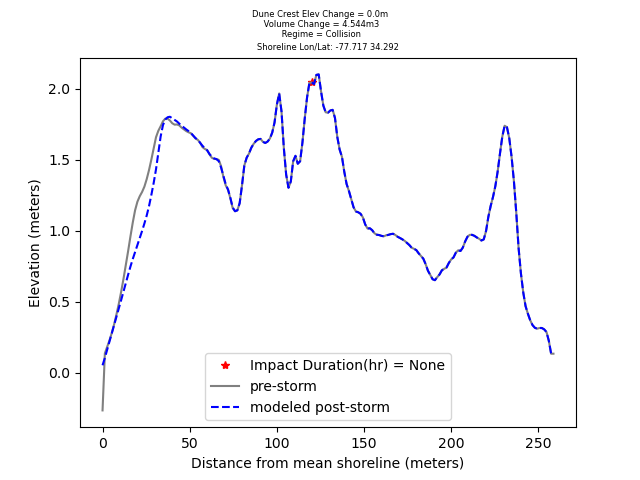 Dune Crest Elev Change = 0.0m
Volume Change = 4.544m3
Regime = Collision
Shoreline Lon/Lat: -77.717 34.292
2.0
1.5
1.0
0.5
0.0
Elevation (meters)
Impact Duration(hr) = None
pre-storm
modeled post-storm
0 50 100 150 200 250
Distance from mean shoreline (meters)